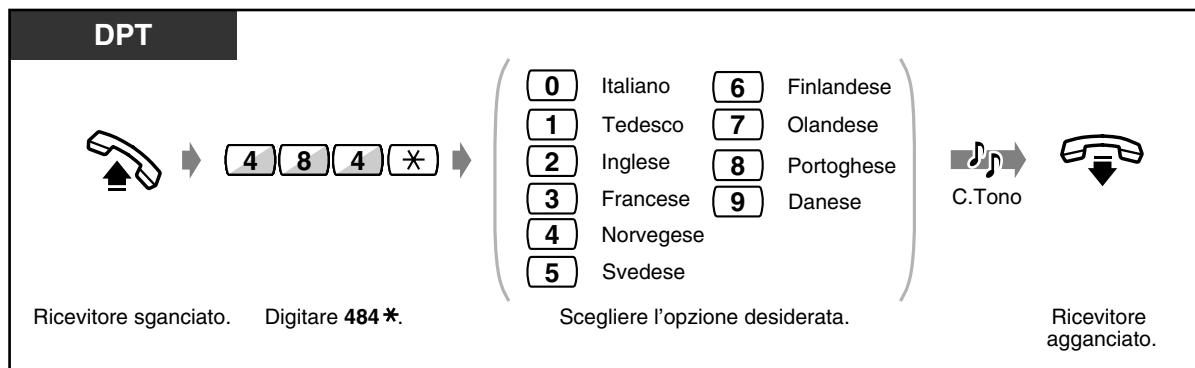 DPT
0 Italiano 6 Finlandese
1 Tedesco 7 Olandese
4 8 4 * 2 Inglese 8 Portoghese
3 Francese 9 Danese C.Tono
4 Norvegese
5 Svedese
Ricevitore sganciato. Digitare 484 *. Scegliere l'opzione desiderata. Ricevitore
agganciato.